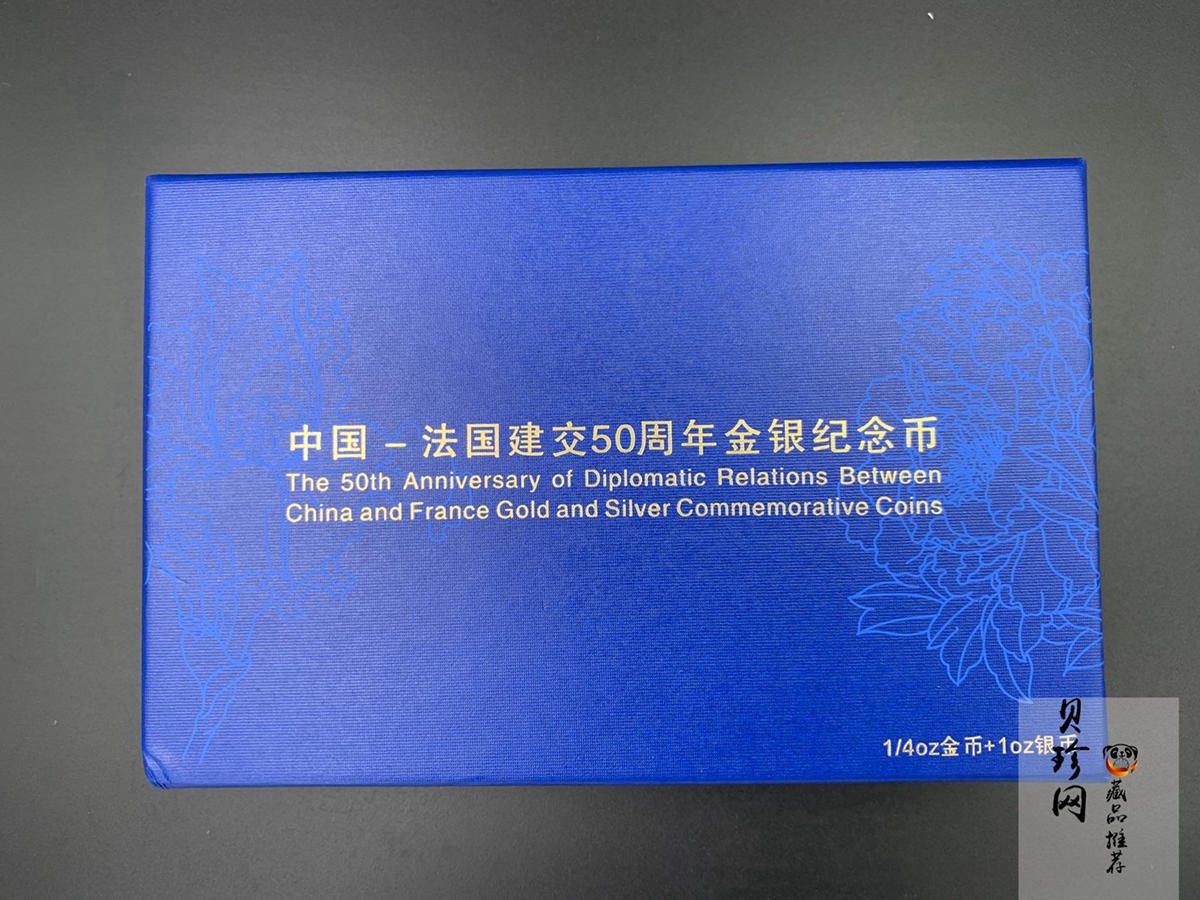 中国－法国建交50周年金银纪念币
The 50th Anniversary of Diplomatic Relations Between
China and France Gold and Silver Commemorative Coins
1/4oz金币+1oz银币
贝珍网
藏品推荐